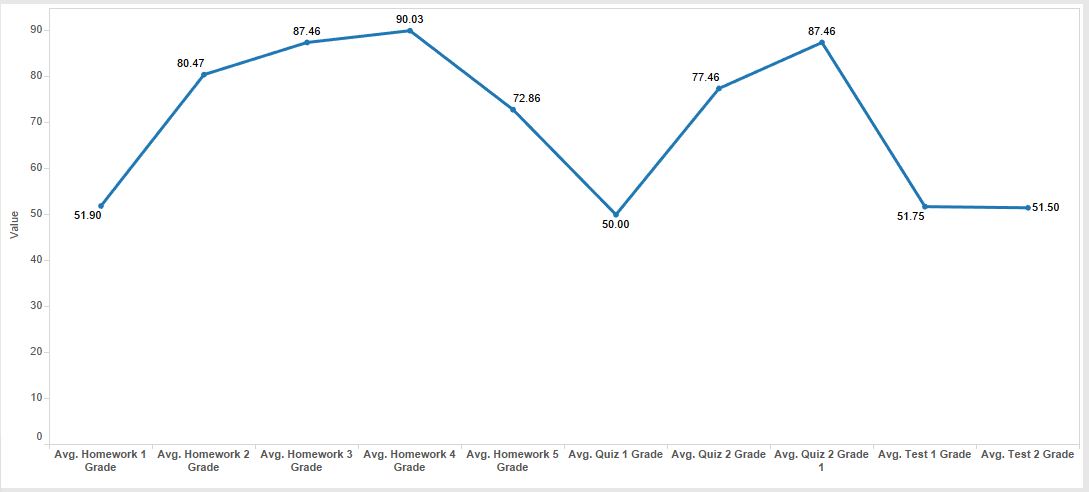 90.03
90
87.46
87.46
80.47
80
77.46
72.86
70
60
51.90
50
50.00
51.75
51.50
Value
40
30
20
10
0
Avg. Homework 1
Grade
Avg. Homework 2
Grade
Avg. Homework 3
Grade
Avg. Homework 4
Grade
Avg. Homework 5
Grade
Avg. Quiz 1 Grade
Avg. Quiz 2 Grade
Avg. Quiz 2 Grade
1
Avg. Test 1 Grade
Avg. Test 2 Grade